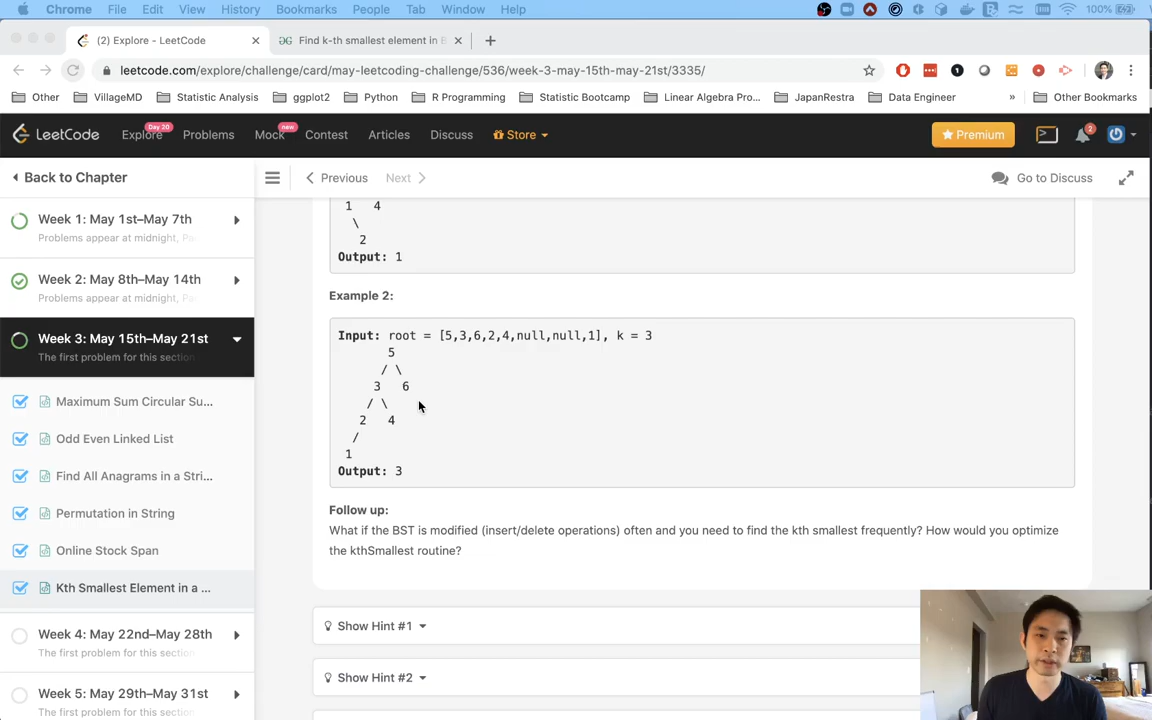 Chrome File Edit View History Bookmarks People Tab Window Help 100%
(2) Explore - LeetCode
Find k-th smallest element in B
leetcode.com/explore/challenge/card/may-leetcoding-challenge/536/week-3-may-15th-may-21st/3335/
Other VillageMD Statistic Analysis ggplot2 Python R Programming Statistic Bootcamp Linear Algebra Pro... JapanRestra Data Engineer » Other Bookmarks
LeetCode Explore Day 20 Problems Mock new Contest Articles Discuss Store Premium 2
Back to Chapter
Previous Next Go to Discuss
Week 1: May 1st–May 7th
Problems appear at midnight, Pa
Week 2: May 8th–May 14th
Problems appear at midnight, Pa
Week 3: May 15th–May 21st
The first problem for this section
Maximum Sum Circular Su...
Odd Even Linked List
Find All Anagrams in a Stri...
Permutation in String
Online Stock Span
Kth Smallest Element in a ...
Week 4: May 22nd–May 28th
The first problem for this section
Week 5: May 29th–May 31st
The first problem for this section
1 4
\
2
Output: 1
Example 2:
Input: root = [5,3,6,2,4,null,null,1], k = 3
5
/ \
3 6
/ \
2 4
/
1
Output: 3
Follow up:
What if the BST is modified (insert/delete operations) often and you need to find the kth smallest frequently? How would you optimize
the kthSmallest routine?
Show Hint #1
Show Hint #2